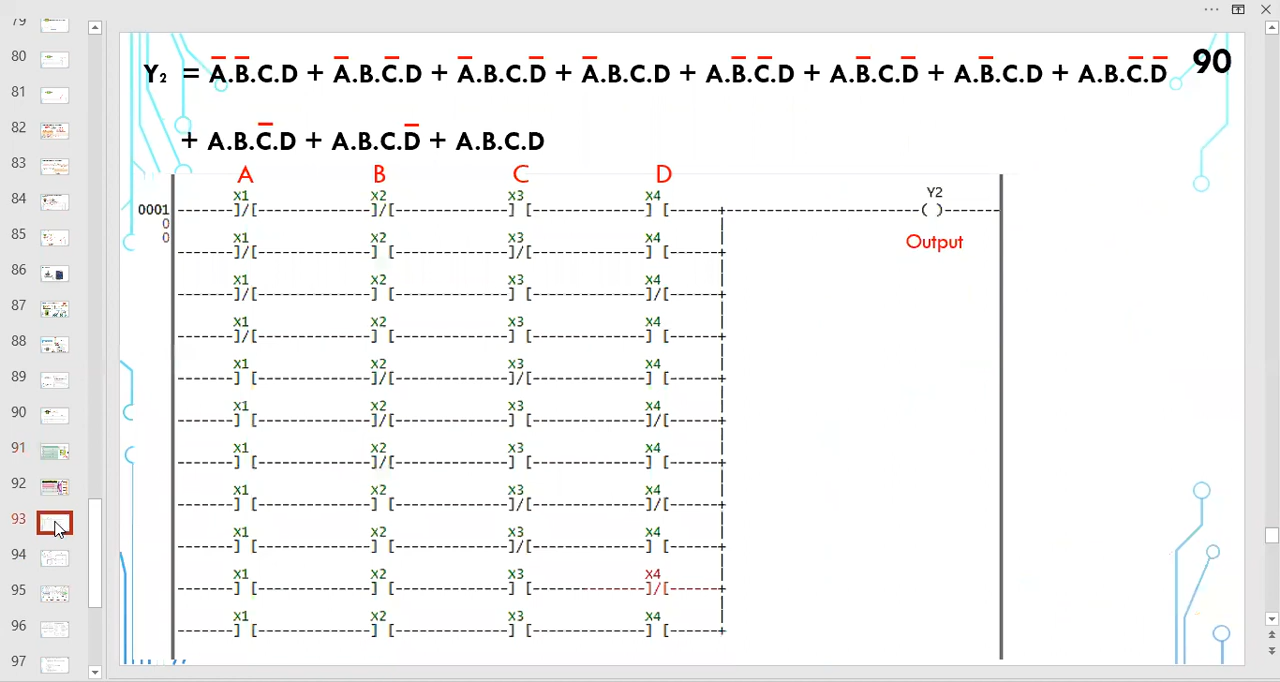 79
80
81
82
83
84
85
86
87
88
89
90
91
92
93
94
95
96
97
90
Y₂ = A̅.B̅.C.D + A̅.B.C̅.D + A̅.B.C.D̅ + A̅.B.C.D + A.B̅.C̅.D + A.B̅.C.D̅ + A.B̅.C.D + A.B.C̅.D̅
+ A.B.C̅.D + A.B.C.D̅ + A.B.C.D
A B C D
X1 X2 X3 X4 Y2
0001 ------]/[------ ------]/[------ ------] [------ ------] [------ ------( )------
0
0
Output
X1 X2 X3 X4
------]/[------ ------] [------ ------]/[------ ------] [------+
X1 X2 X3 X4
------]/[------ ------] [------ ------] [------ ------]/[------+
X1 X2 X3 X4
------]/[------ ------] [------ ------] [------ ------] [------+
X1 X2 X3 X4
------] [------ ------]/[------ ------]/[------ ------] [------+
X1 X2 X3 X4
------] [------ ------]/[------ ------] [------ ------]/[------+
X1 X2 X3 X4
------] [------ ------]/[------ ------] [------ ------] [------+
X1 X2 X3 X4
------] [------ ------] [------ ------]/[------ ------]/[------+
X1 X2 X3 X4
------] [------ ------] [------ ------]/[------ ------] [------+
X1 X2 X3 X4
------] [------ ------] [------ ------] [------ ------]/[------+
X1 X2 X3 X4
------] [------ ------] [------ ------] [------ ------] [------+